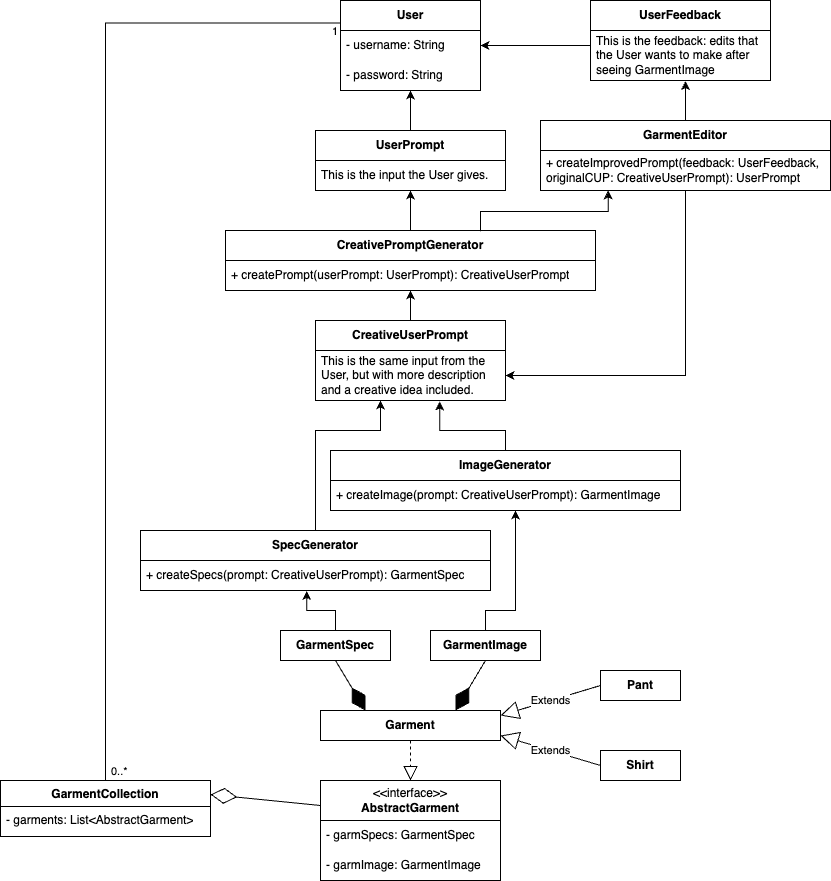 User
UserFeedback
1
- username: String
- password: String
This is the feedback: edits that
the User wants to make after
seeing GarmentImage
UserPrompt
This is the input the User gives.
GarmentEditor
+ createImprovedPrompt(feedback: UserFeedback,
originalCUP: CreativeUserPrompt): UserPrompt
CreativePromptGenerator
+ createPrompt(userPrompt: UserPrompt): CreativeUserPrompt
CreativeUserPrompt
This is the same input from the
User, but with more description
and a creative idea included.
ImageGenerator
+ createImage(prompt: CreativeUserPrompt): GarmentImage
SpecGenerator
+ createSpecs(prompt: CreativeUserPrompt): GarmentSpec
GarmentSpec
GarmentImage
Pant
Extends
Garment
Extends
Shirt
0..*
GarmentCollection
- garments: List<AbstractGarment>
<<interface>>
AbstractGarment
- garmSpecs: GarmentSpec
- garmImage: GarmentImage